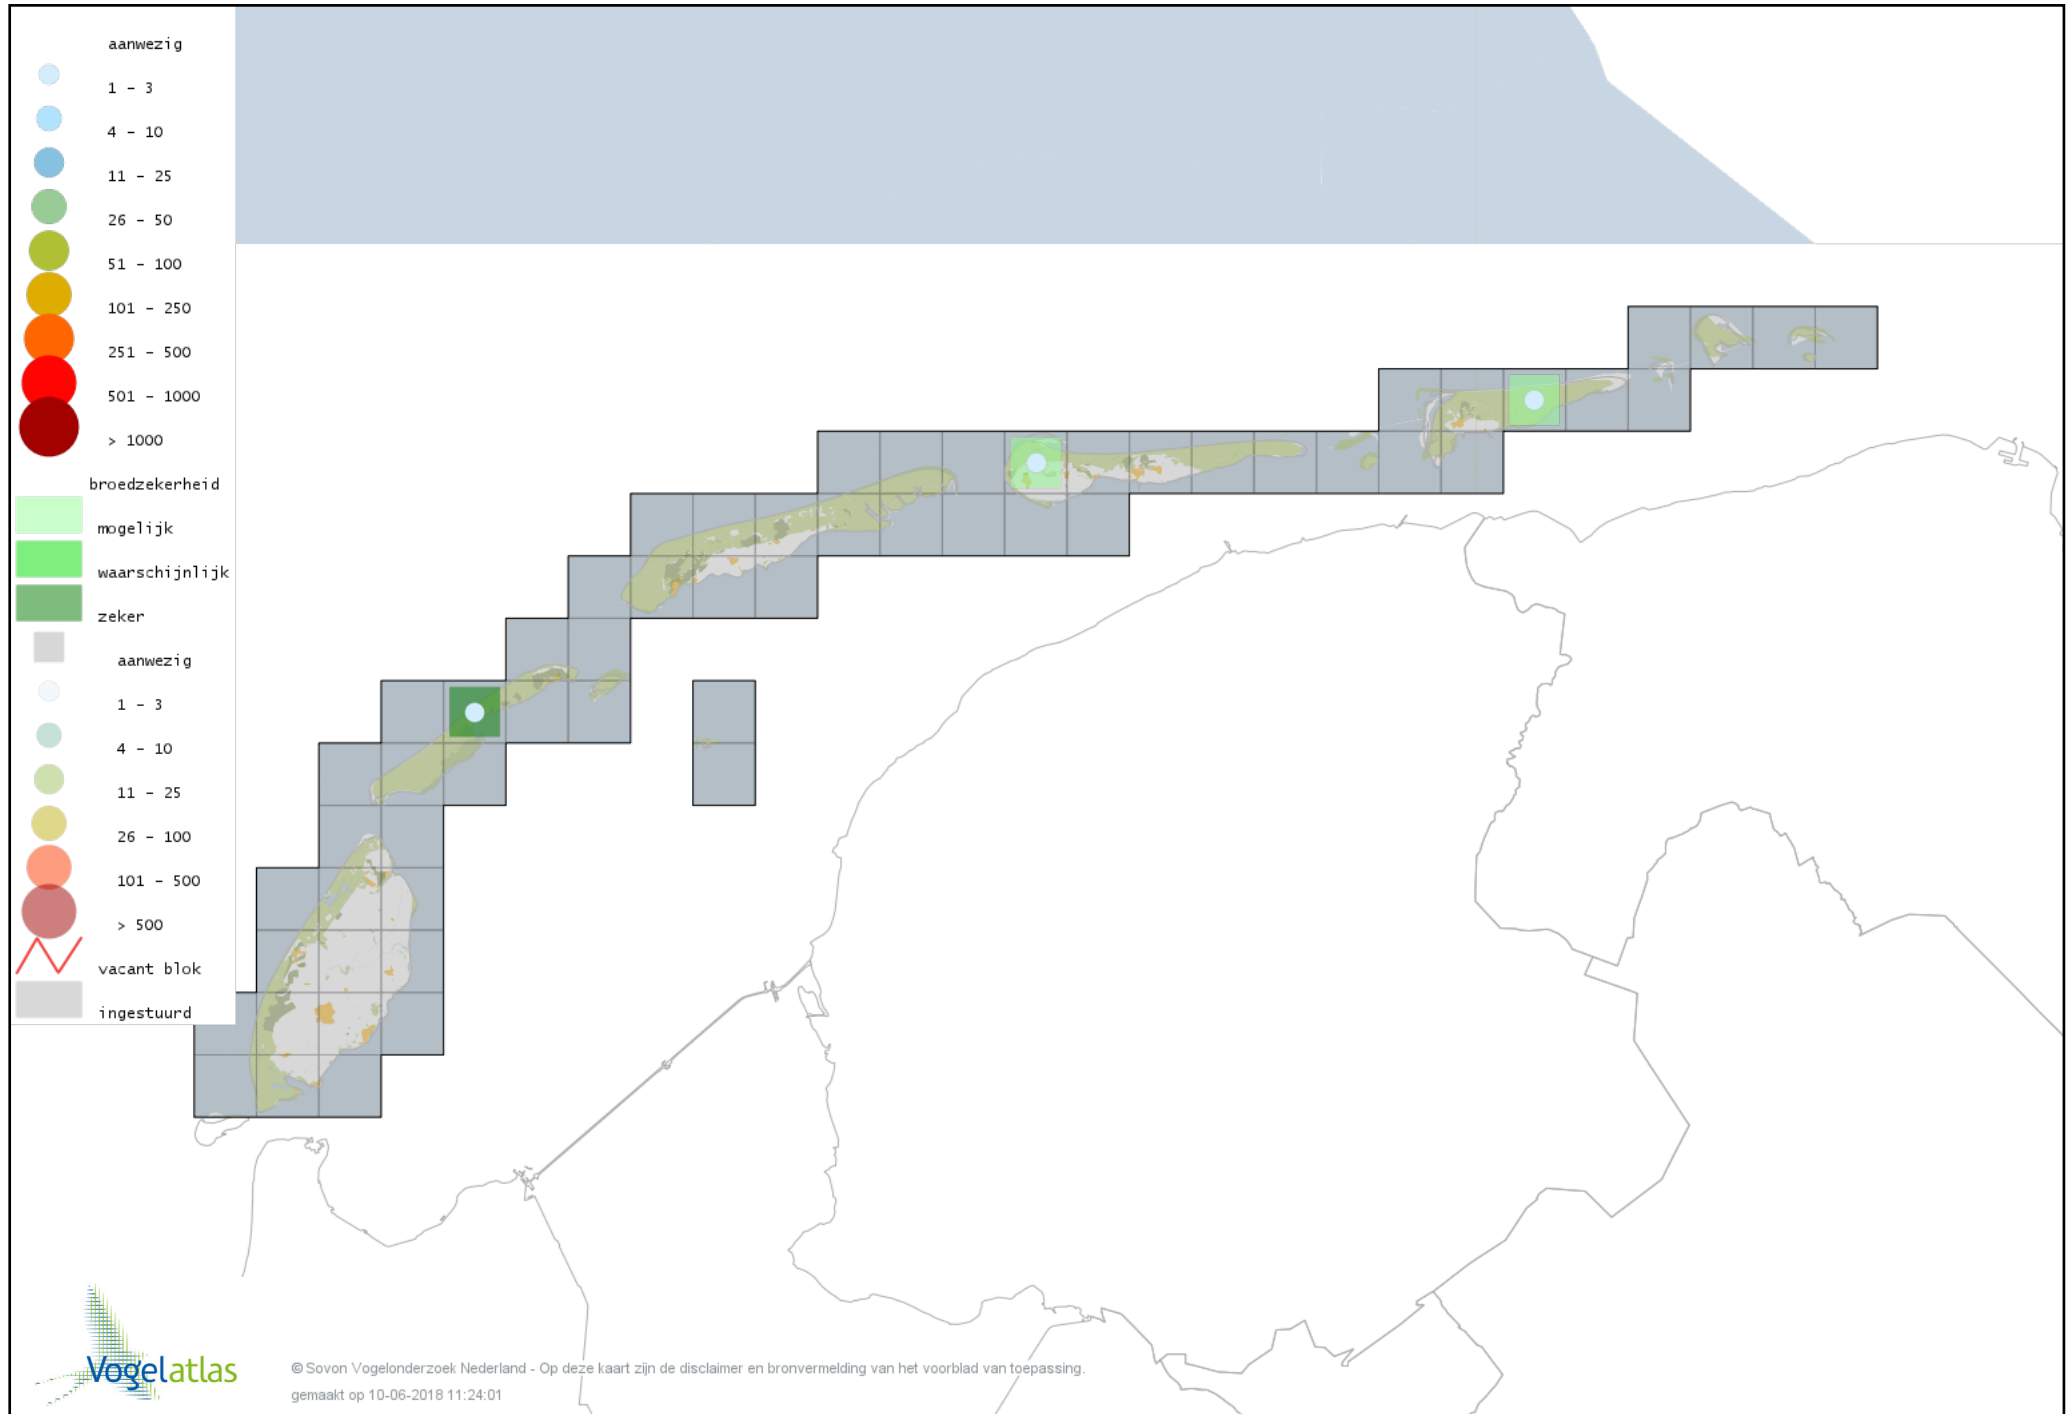 aanwezig
1 - 3
4 - 10
11 - 25
26 - 50
51 - 100
101 - 250
251 - 500
501 - 1000
> 1000
broedzekerheid
mogelijk
waarschijnlijk
zeker
aanwezig
1 - 3
4 - 10
11 - 25
26 - 100
101 - 500
> 500
vacant blok
ingestuurd
Vogelatlas
© Sovon Vogelonderzoek Nederland - Op deze kaart zijn de disclaimer en bronvermelding van het voorblad van toepassing.
gemaakt op 10-06-2018 11:24:01